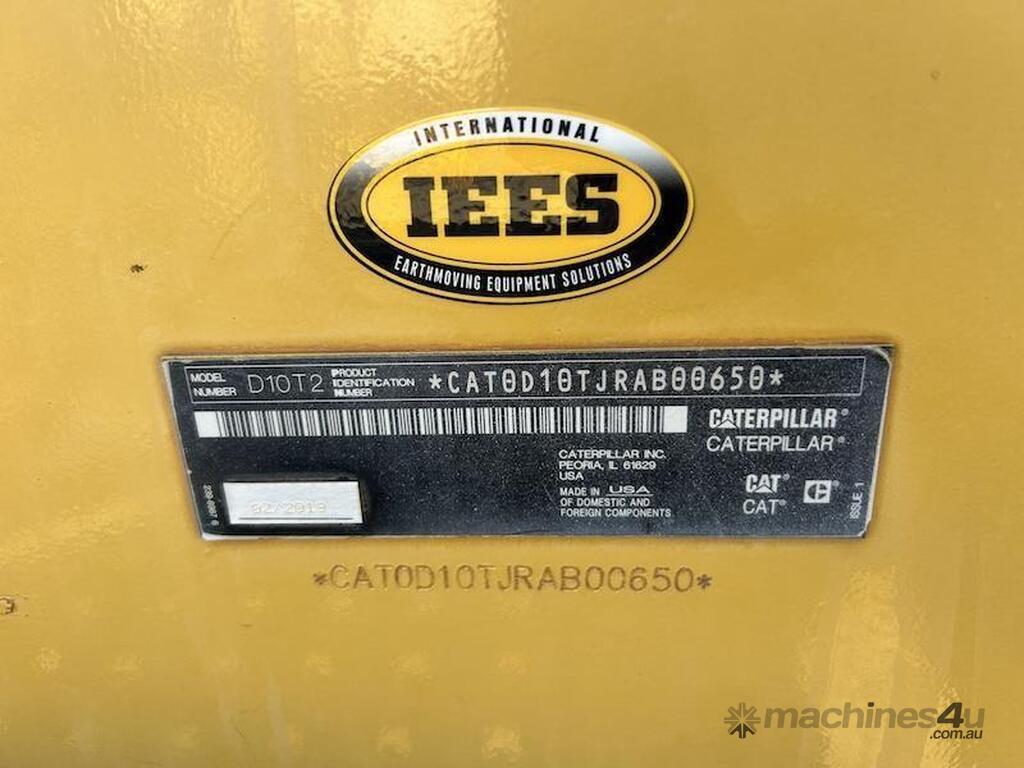 INTERNATIONAL
IEES
EARTHMOVING EQUIPMENT SOLUTIONS
MODEL NUMBER D10T2 PRODUCT IDENTIFICATION NUMBER *CAT0D10TJRAB00650*
CATERPILLAR®
CATERPILLAR®
CATERPILLAR INC.
PEORIA, IL 61629
USA
MADE IN USA
OF DOMESTIC AND
FOREIGN COMPONENTS
CAT®
CAT®
ISSUE 1
02/2019
*CAT0D10TJRAB00650*
machines4u
.com.au